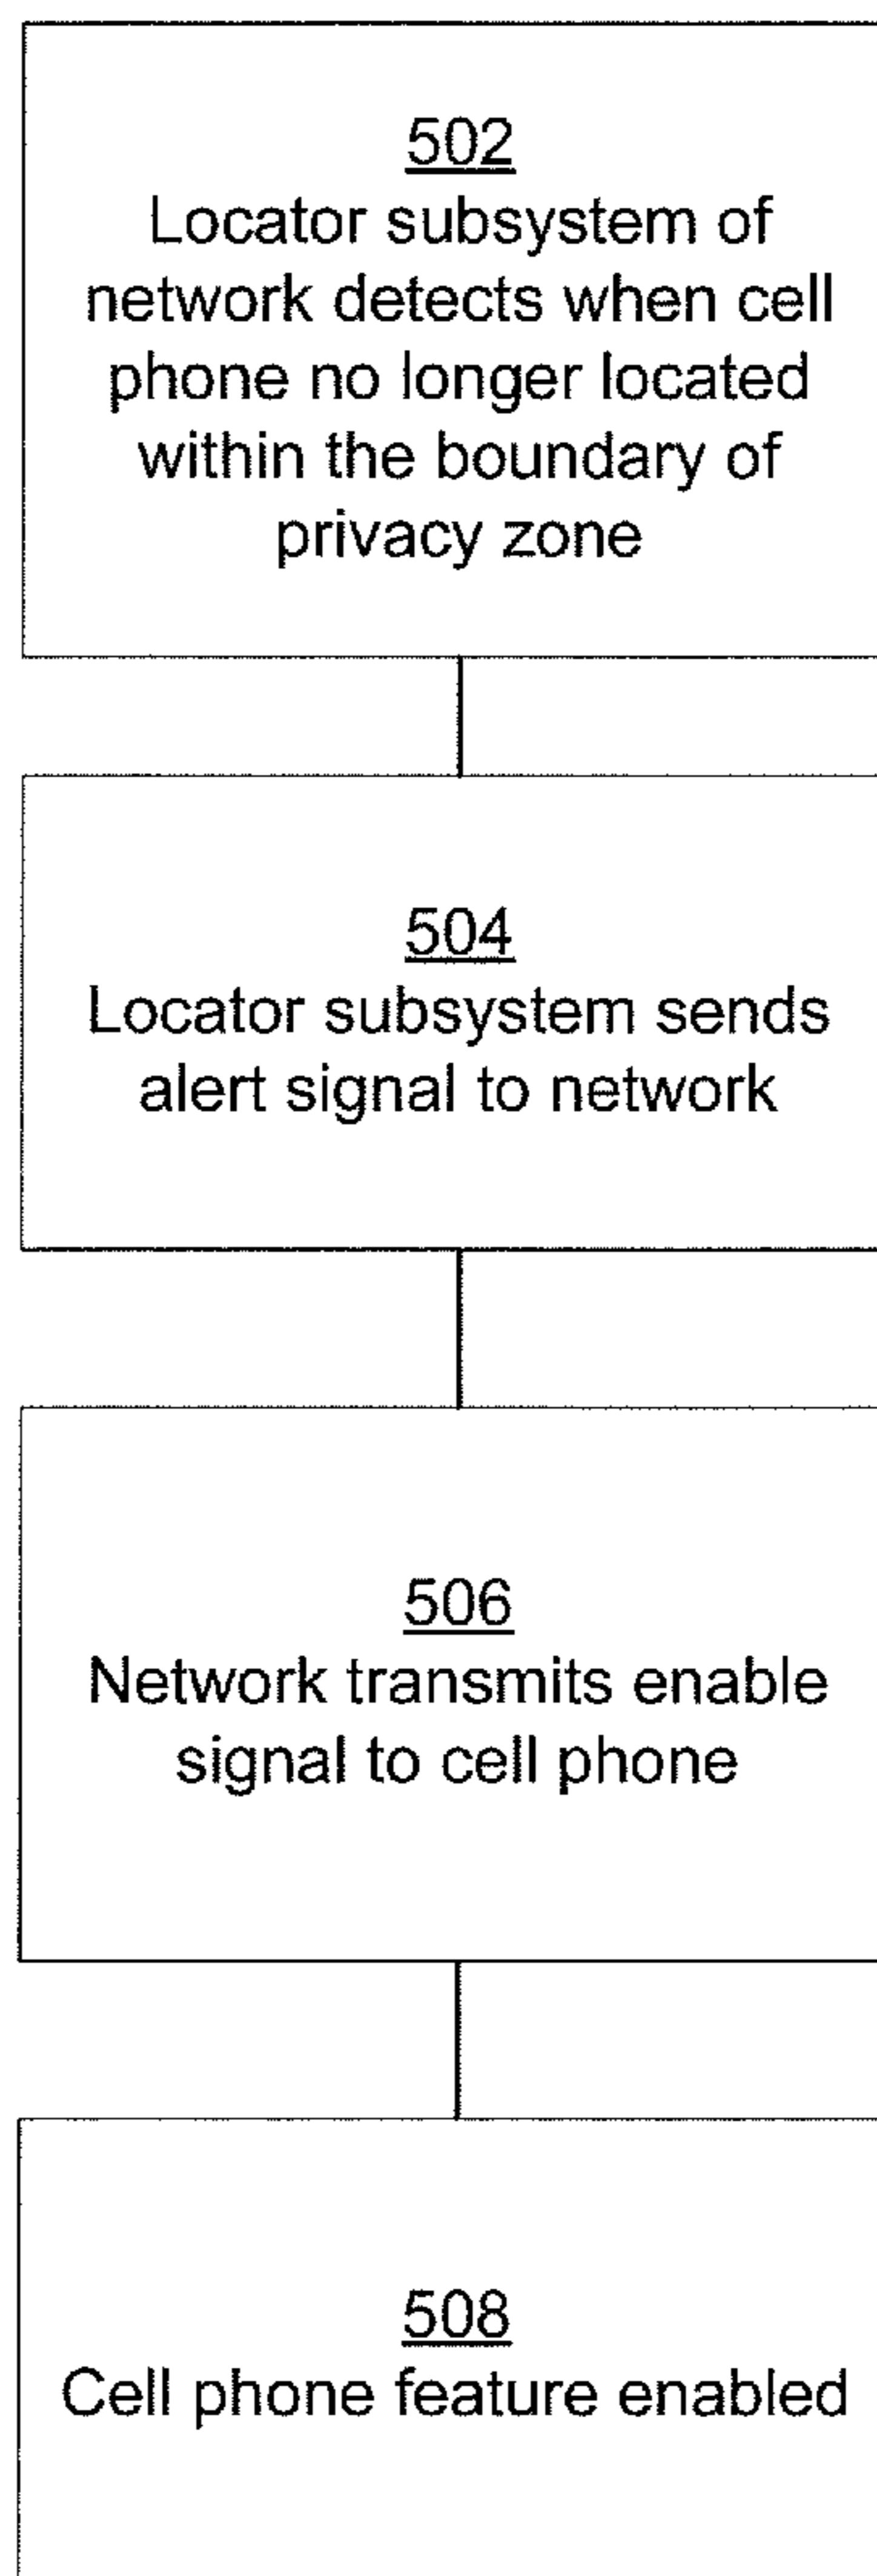 502
Locator subsystem of
network detects when cell
phone no longer located
within the boundary of
privacy zone
504
Locator subsystem sends
alert signal to network
506
Network transmits enable
signal to cell phone
508
Cell phone feature enabled